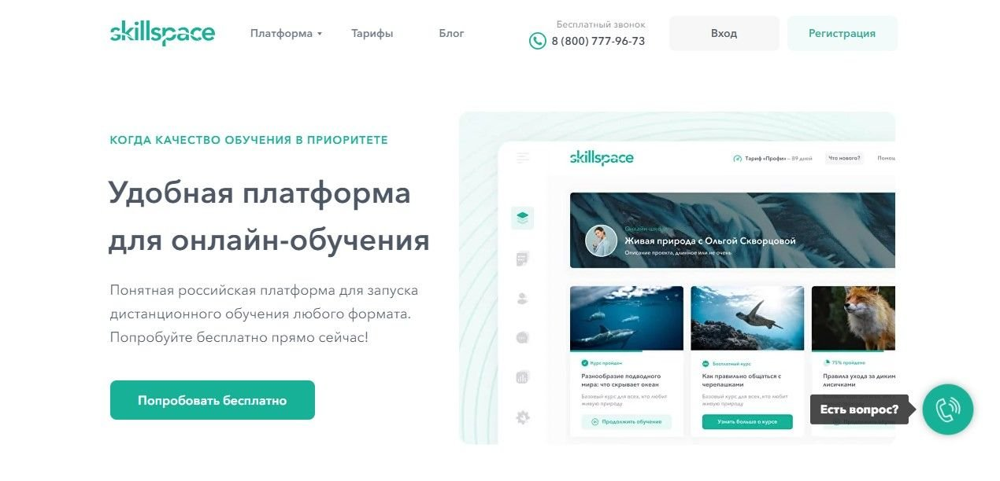 skillspace
Платформа
Тарифы
Блог
Бесплатный звонок
8 (800) 777-96-73
Вход
Регистрация
КОГДА КАЧЕСТВО ОБУЧЕНИЯ В ПРИОРИТЕТЕ
Удобная платформа
для онлайн-обучения
Понятная российская платформа для запуска
дистанционного обучения любого формата.
Попробуйте бесплатно прямо сейчас!
Попробовать бесплатно
skillspace
Тариф «Профи» – 89 дней
Что нового?
Помощ
Онлайн-школа
Живая природа с Ольгой Скворцовой
Описание проекта, длинное или не очень
Курс пройден
Разнообразие подводного
мира: что скрывает океан
Базовый курс для всех, кто любит
живую природу
Продолжить обучение
Бесплатный курс
Как правильно общаться с
черепашками
Базовый курс для всех, кто любит
живую природу
Узнать больше о курсе
75% пройдено
Правила ухода за диким
лисичками
Есть вопрос?